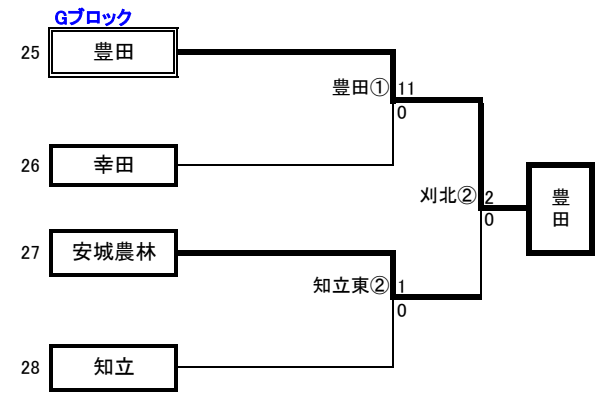 Gブロック
25 豊田
豊田① 11
0
26 幸田
刈北② 2
0
豊田
27 安城農林
知立東② 1
0
28 知立